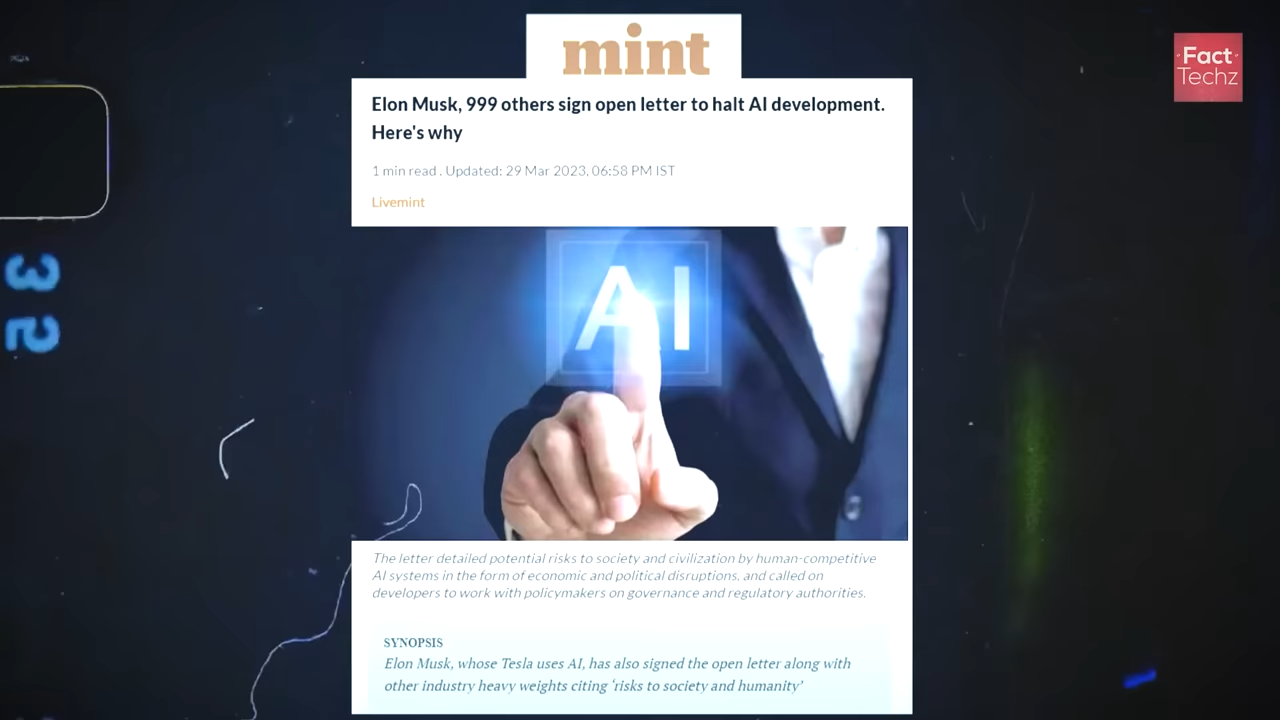 mint
Fact
Techz
Elon Musk, 999 others sign open letter to halt AI development.
Here's why
1 min read . Updated: 29 Mar 2023, 06:58 PM IST
Livemint
AI
32
The letter detailed potential risks to society and civilization by human-competitive
AI systems in the form of economic and political disruptions, and called on
developers to work with policymakers on governance and regulatory authorities.
SYNOPSIS
Elon Musk, whose Tesla uses AI, has also signed the open letter along with
other industry heavy weights citing ‘risks to society and humanity’